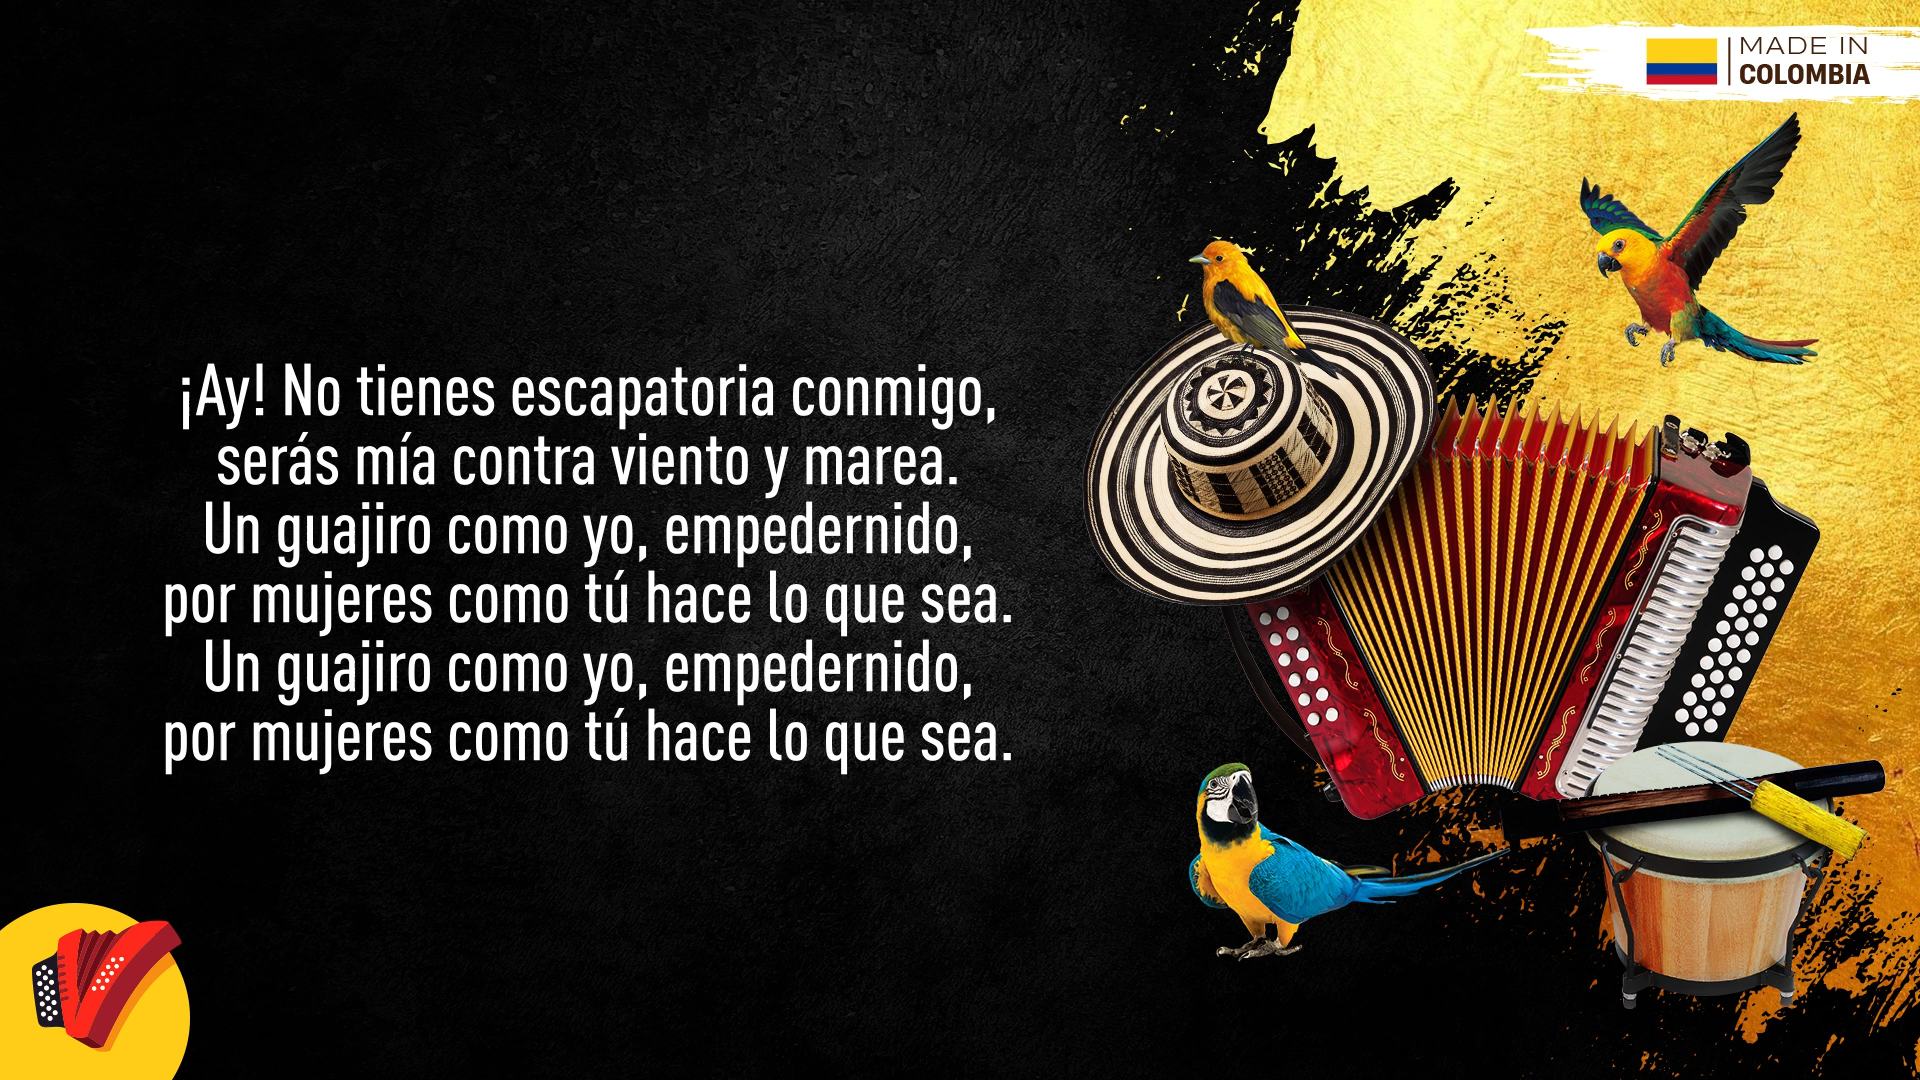 MADE IN
COLOMBIA
¡Ay! No tienes escapatoria conmigo,
serás mía contra viento y marea.
Un guajiro como yo, empedernido,
por mujeres como tú hace lo que sea.
Un guajiro como yo, empedernido,
por mujeres como tú hace lo que sea.